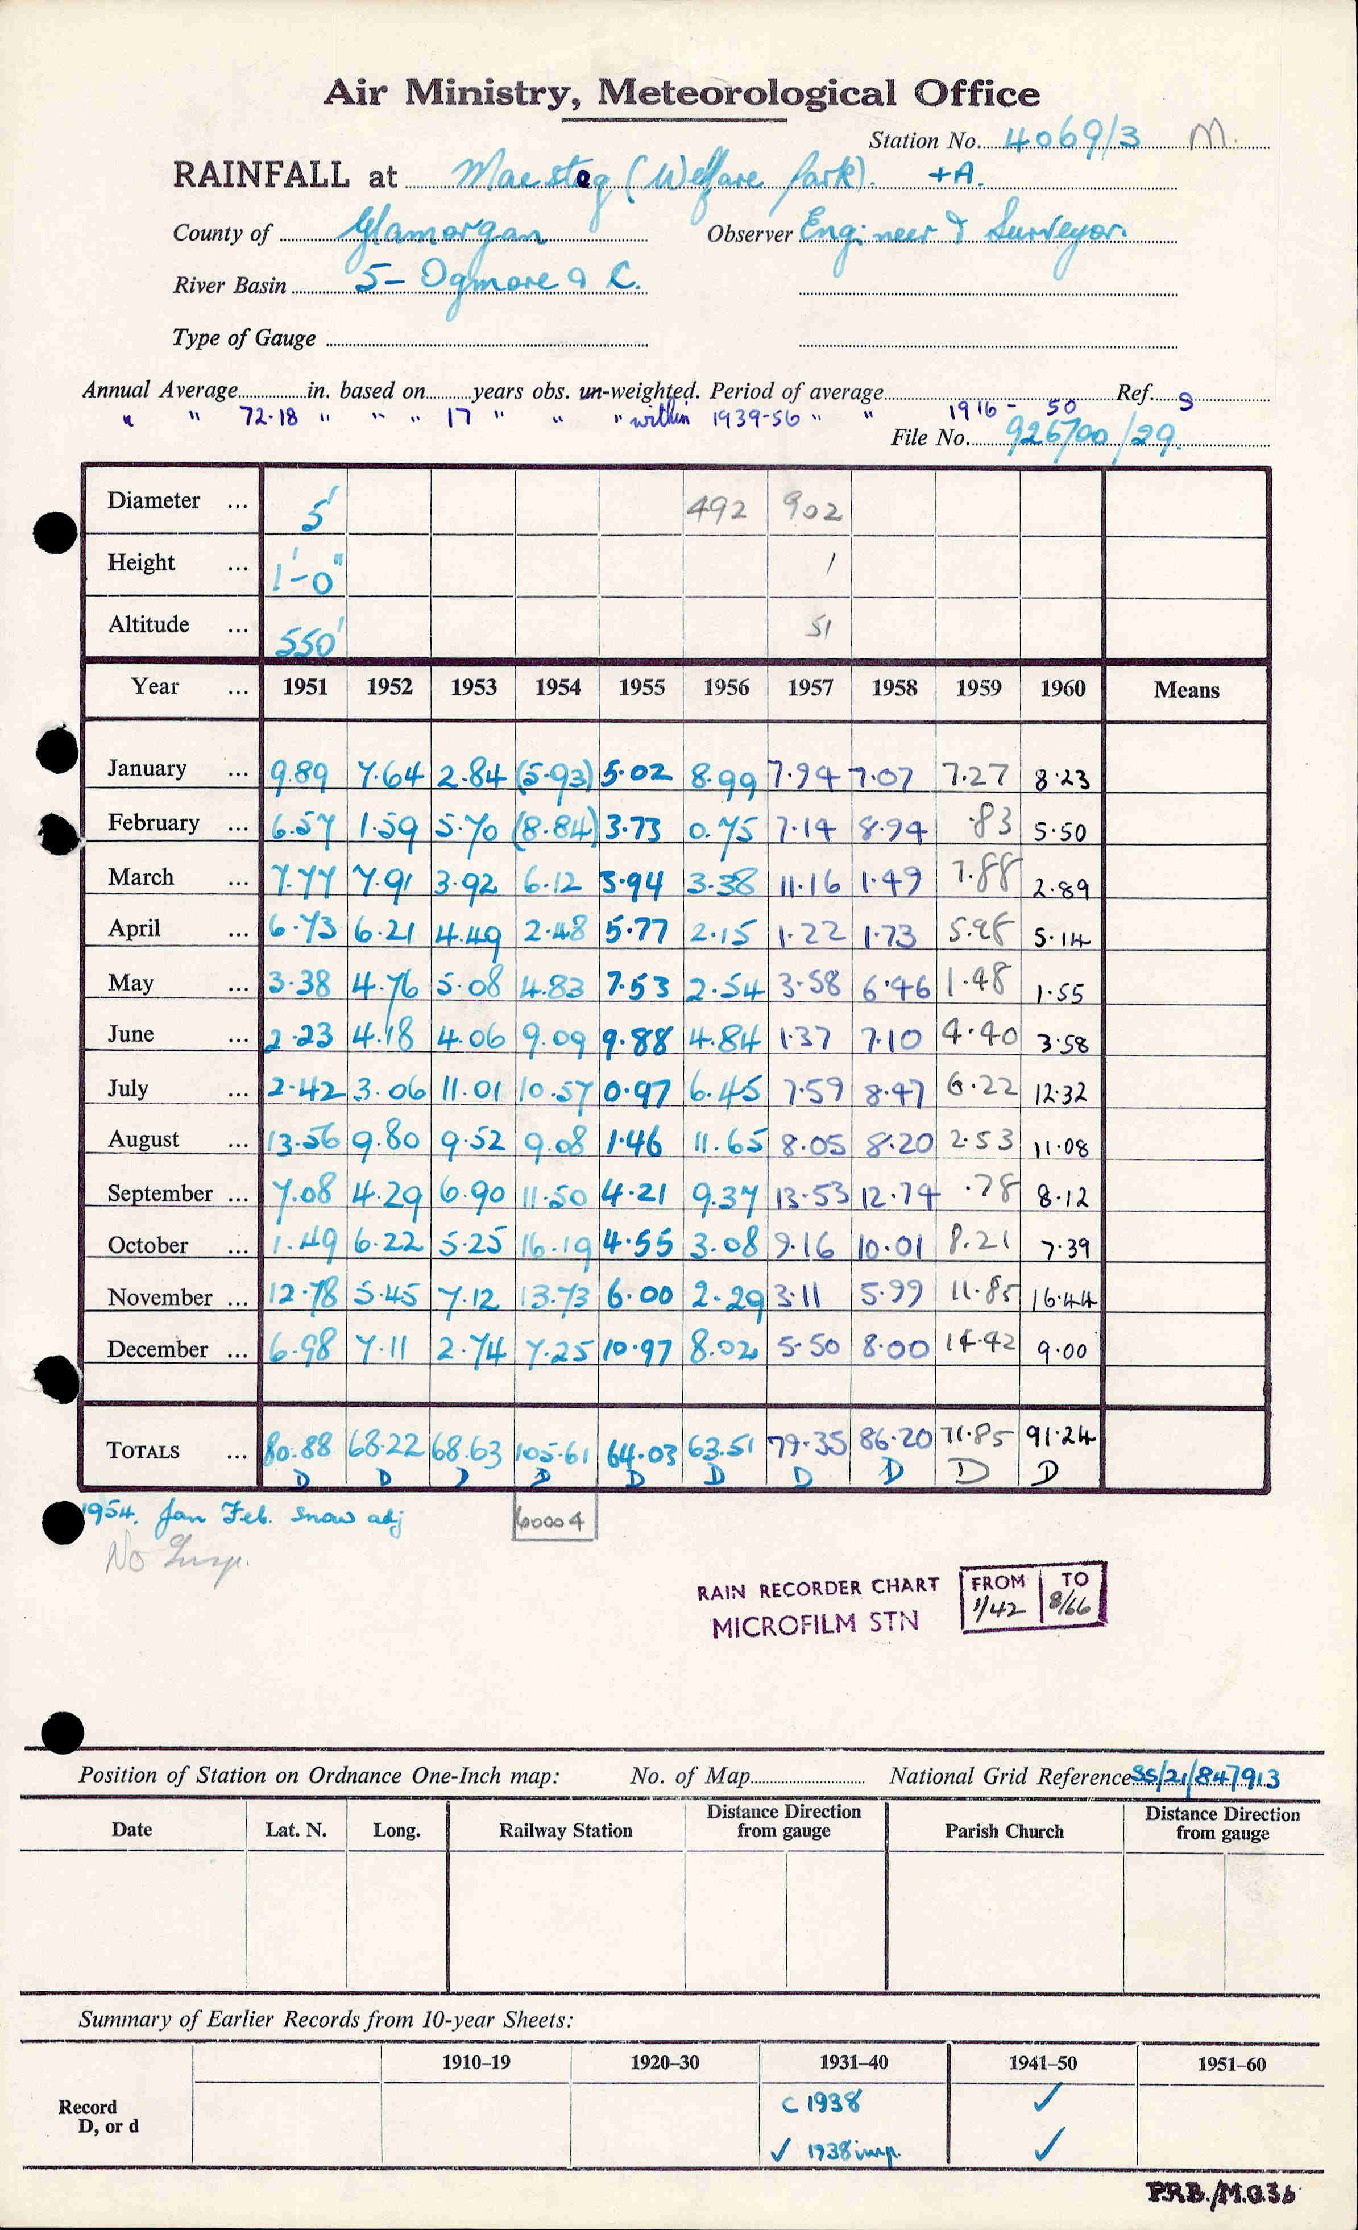 Air Ministry, Meteorological Office
Station No. 4069/3 M.
RAINFALL at Maesteg (Welfare Park). +A.
County of Glamorgan Observer Engineer & Surveyor.
River Basin 5- Ogmore & C.
Type of Gauge
Annual Average in. based on years obs. un-weighted. Period of average Ref. S
" " 72.18 " " " 17 " " " within 1939-56 " " 1916-50
File No. 926700/29.
Diameter ... 5" 492 902
Height ... 1'-0" 1
Altitude ... 550' 51
Year ... 1951 1952 1953 1954 1955 1956 1957 1958 1959 1960 Means
January ... 9.89 7.64 2.84 (5.93) 5.02 8.99 7.94 7.07 7.27 8.23
February ... 6.57 1.59 5.70 (8.84) 3.73 0.75 7.14 8.94 .83 5.50
March ... 7.77 7.91 3.92 6.12 3.94 3.38 11.16 1.49 7.88 2.89
April ... 6.73 6.21 4.49 2.48 5.77 2.15 1.22 1.73 5.98 5.14
May ... 3.38 4.76 5.08 4.83 7.53 2.54 3.58 6.46 1.48 1.55
June ... 2.23 4.18 4.06 9.09 9.88 4.84 1.37 7.10 4.40 3.58
July ... 2.42 3.06 11.01 10.57 0.97 6.45 7.59 8.47 6.22 12.32
August ... 13.56 9.80 9.52 9.08 1.46 11.65 8.05 8.20 2.53 11.08
September ... 7.08 4.29 6.90 11.50 4.21 9.37 13.53 12.74 .78 8.12
October ... 1.49 6.22 5.25 16.19 4.55 3.08 9.16 10.01 8.21 7.39
November ... 12.78 5.45 7.12 13.73 6.00 2.29 3.11 5.99 11.85 16.44
December ... 6.98 7.11 2.74 7.25 10.97 8.02 5.50 8.00 14.42 9.00
TOTALS ... 80.88 68.22 68.63 105.61 64.03 63.51 79.35 86.20 71.85 91.24
D D D D D D D D D D
1954. Jan Feb. snow adj 60004
No Insp.
RAIN RECORDER CHART FROM TO
MICROFILM STN 1/42 8/66
Position of Station on Ordnance One-Inch map: No. of Map National Grid Reference SS/21/847913
Date Lat. N. Long. Railway Station Distance Direction from gauge Parish Church Distance Direction from gauge
Summary of Earlier Records from 10-year Sheets:
1910–19 1920–30 1931–40 1941–50 1951–60
Record C 1938 ✓
D, or d ✓ 1938 imp. ✓
P.R.B./M.O.36